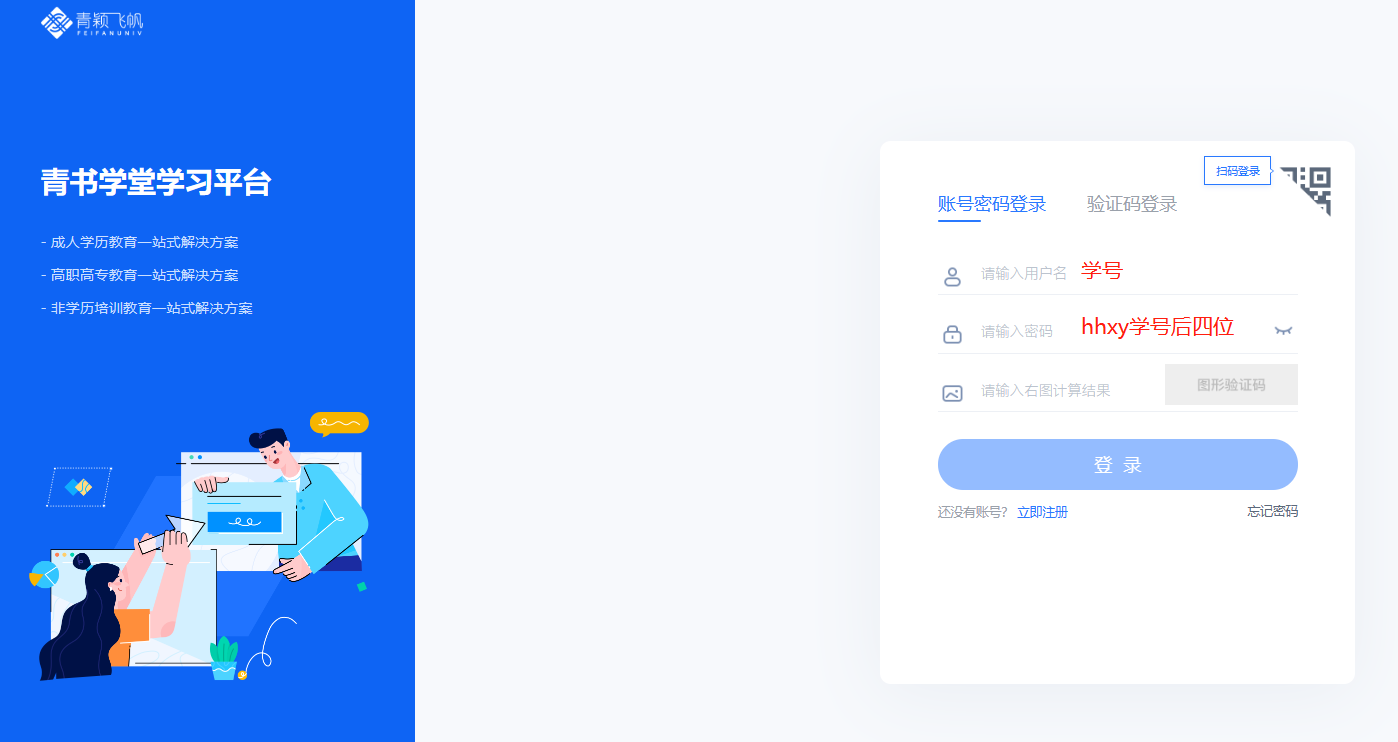 青颖飞帆
FEIFANUNIV
青书学堂学习平台
- 成人学历教育一站式解决方案
- 高职高专教育一站式解决方案
- 非学历培训教育一站式解决方案
扫码登录
账号密码登录 验证码登录
请输入用户名 学号
请输入密码 hhxy学号后四位
请输入右图计算结果 图形验证码
登 录
还没有账号? 立即注册 忘记密码